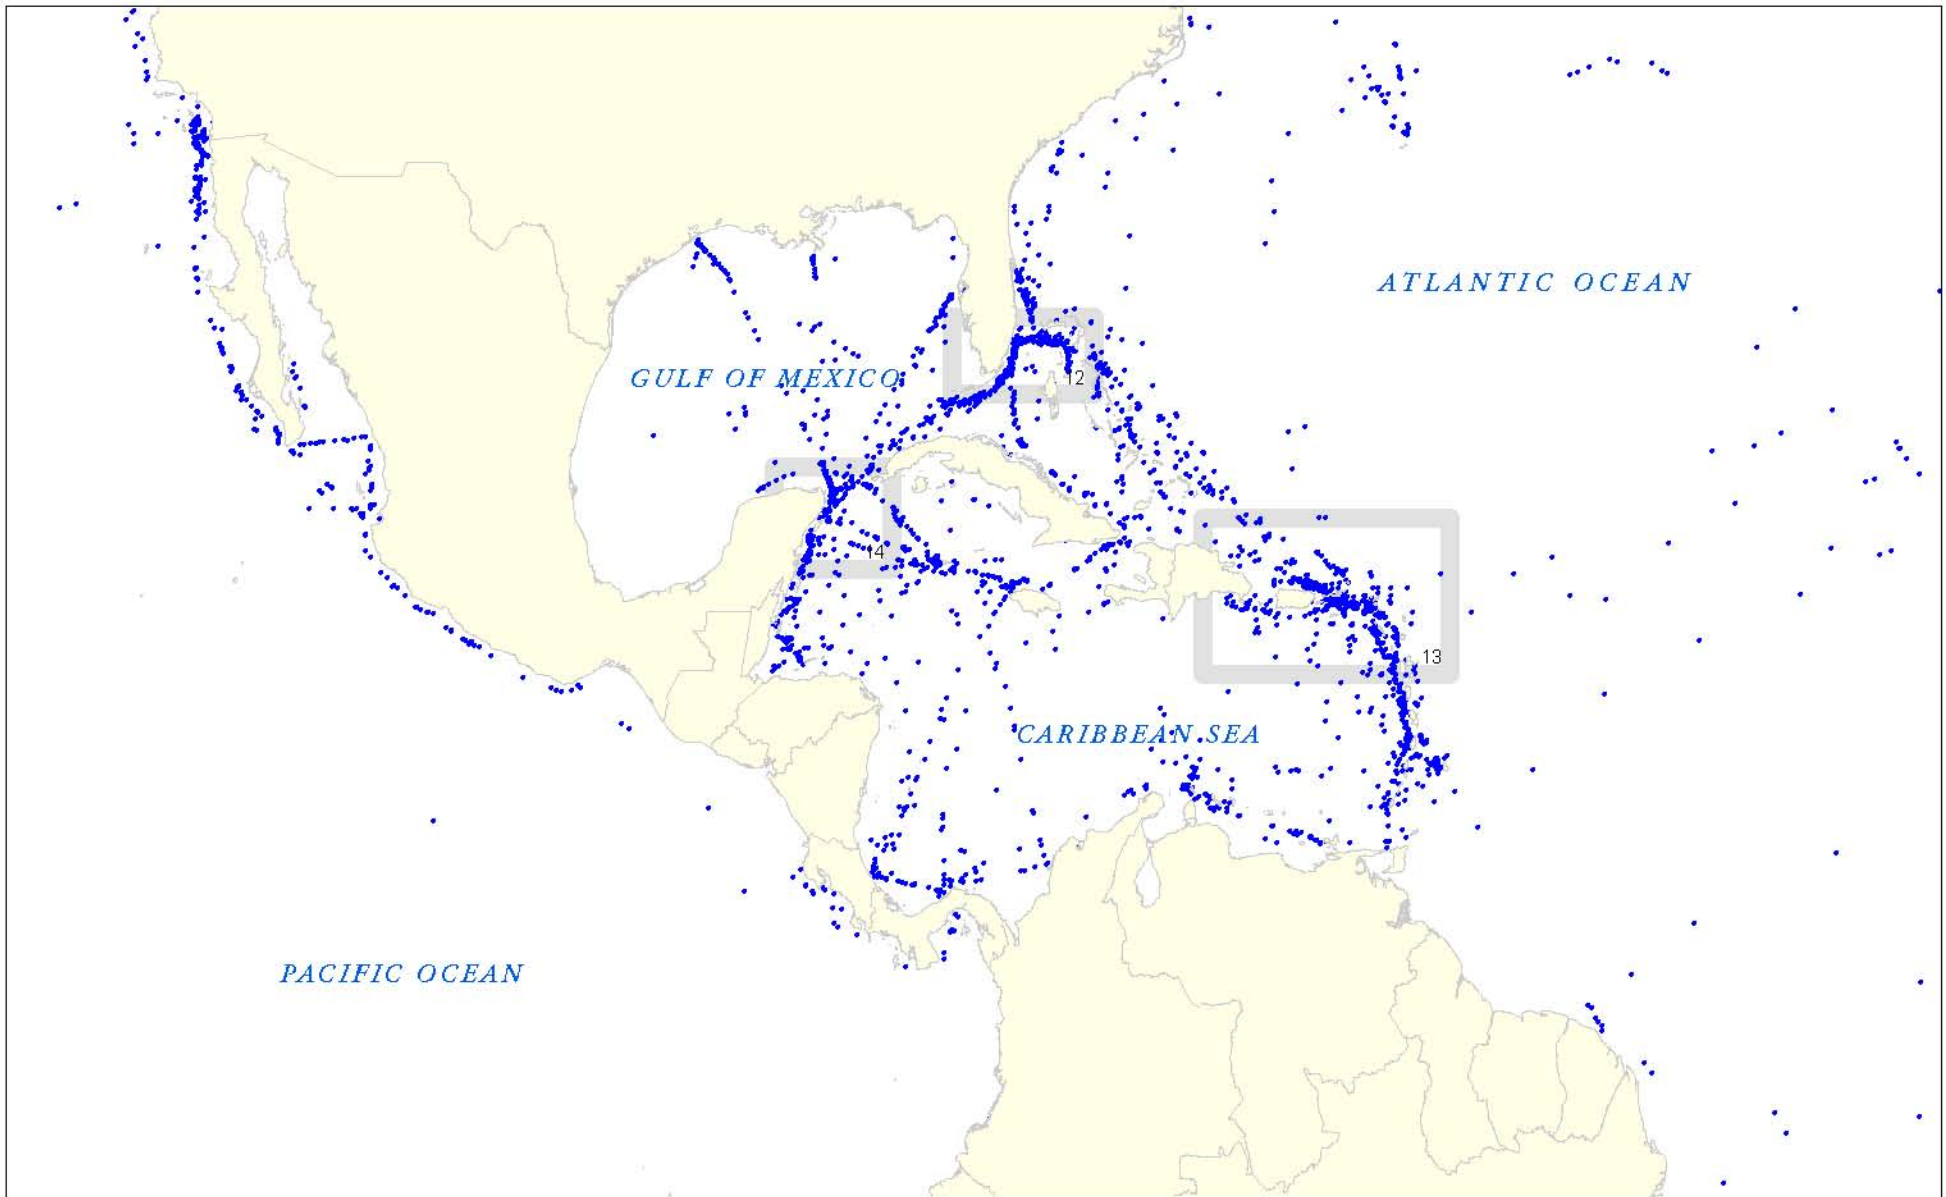 ATLANTIC OCEAN
GULF OF MEXICO
12
14
13
CARIBBEAN SEA
PACIFIC OCEAN